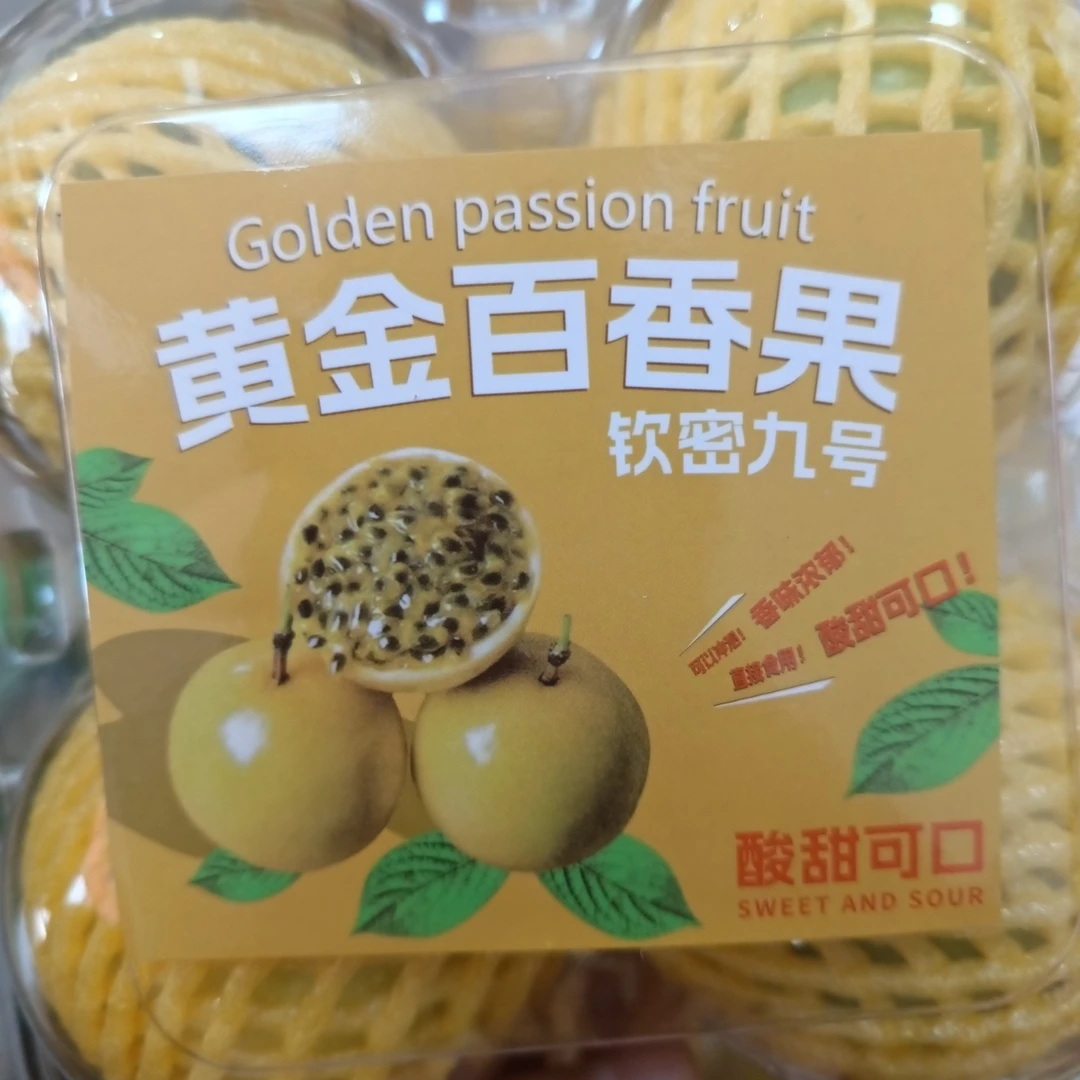 Golden passion fruit
黄金百香果
钦密九号
香味浓郁!
酸甜可口!
可以冲酒!
直接食用!
酸甜可口
SWEET AND SOUR